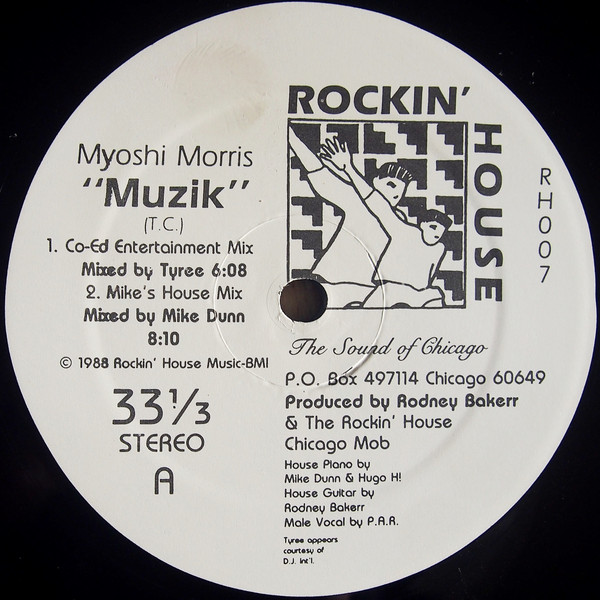 ROCKIN'
HOUSE
RH007
Myoshi Morris
"Muzik"
(T.C.)
1. Co-Ed Entertainment Mix
Mixed by Tyree 6:08
2. Mike's House Mix
Mixed by Mike Dunn
8:10
© 1988 Rockin' House Music-BMI
33⅓
STEREO
A
The Sound of Chicago
P.O. Box 497114 Chicago 60649
Produced by Rodney Bakerr
& The Rockin' House
Chicago Mob
House Piano by
Mike Dunn & Hugo H!
House Guitar by
Rodney Bakerr
Male Vocal by P.A.R.
Tyree appears
courtesy of
D.J. Int'l.